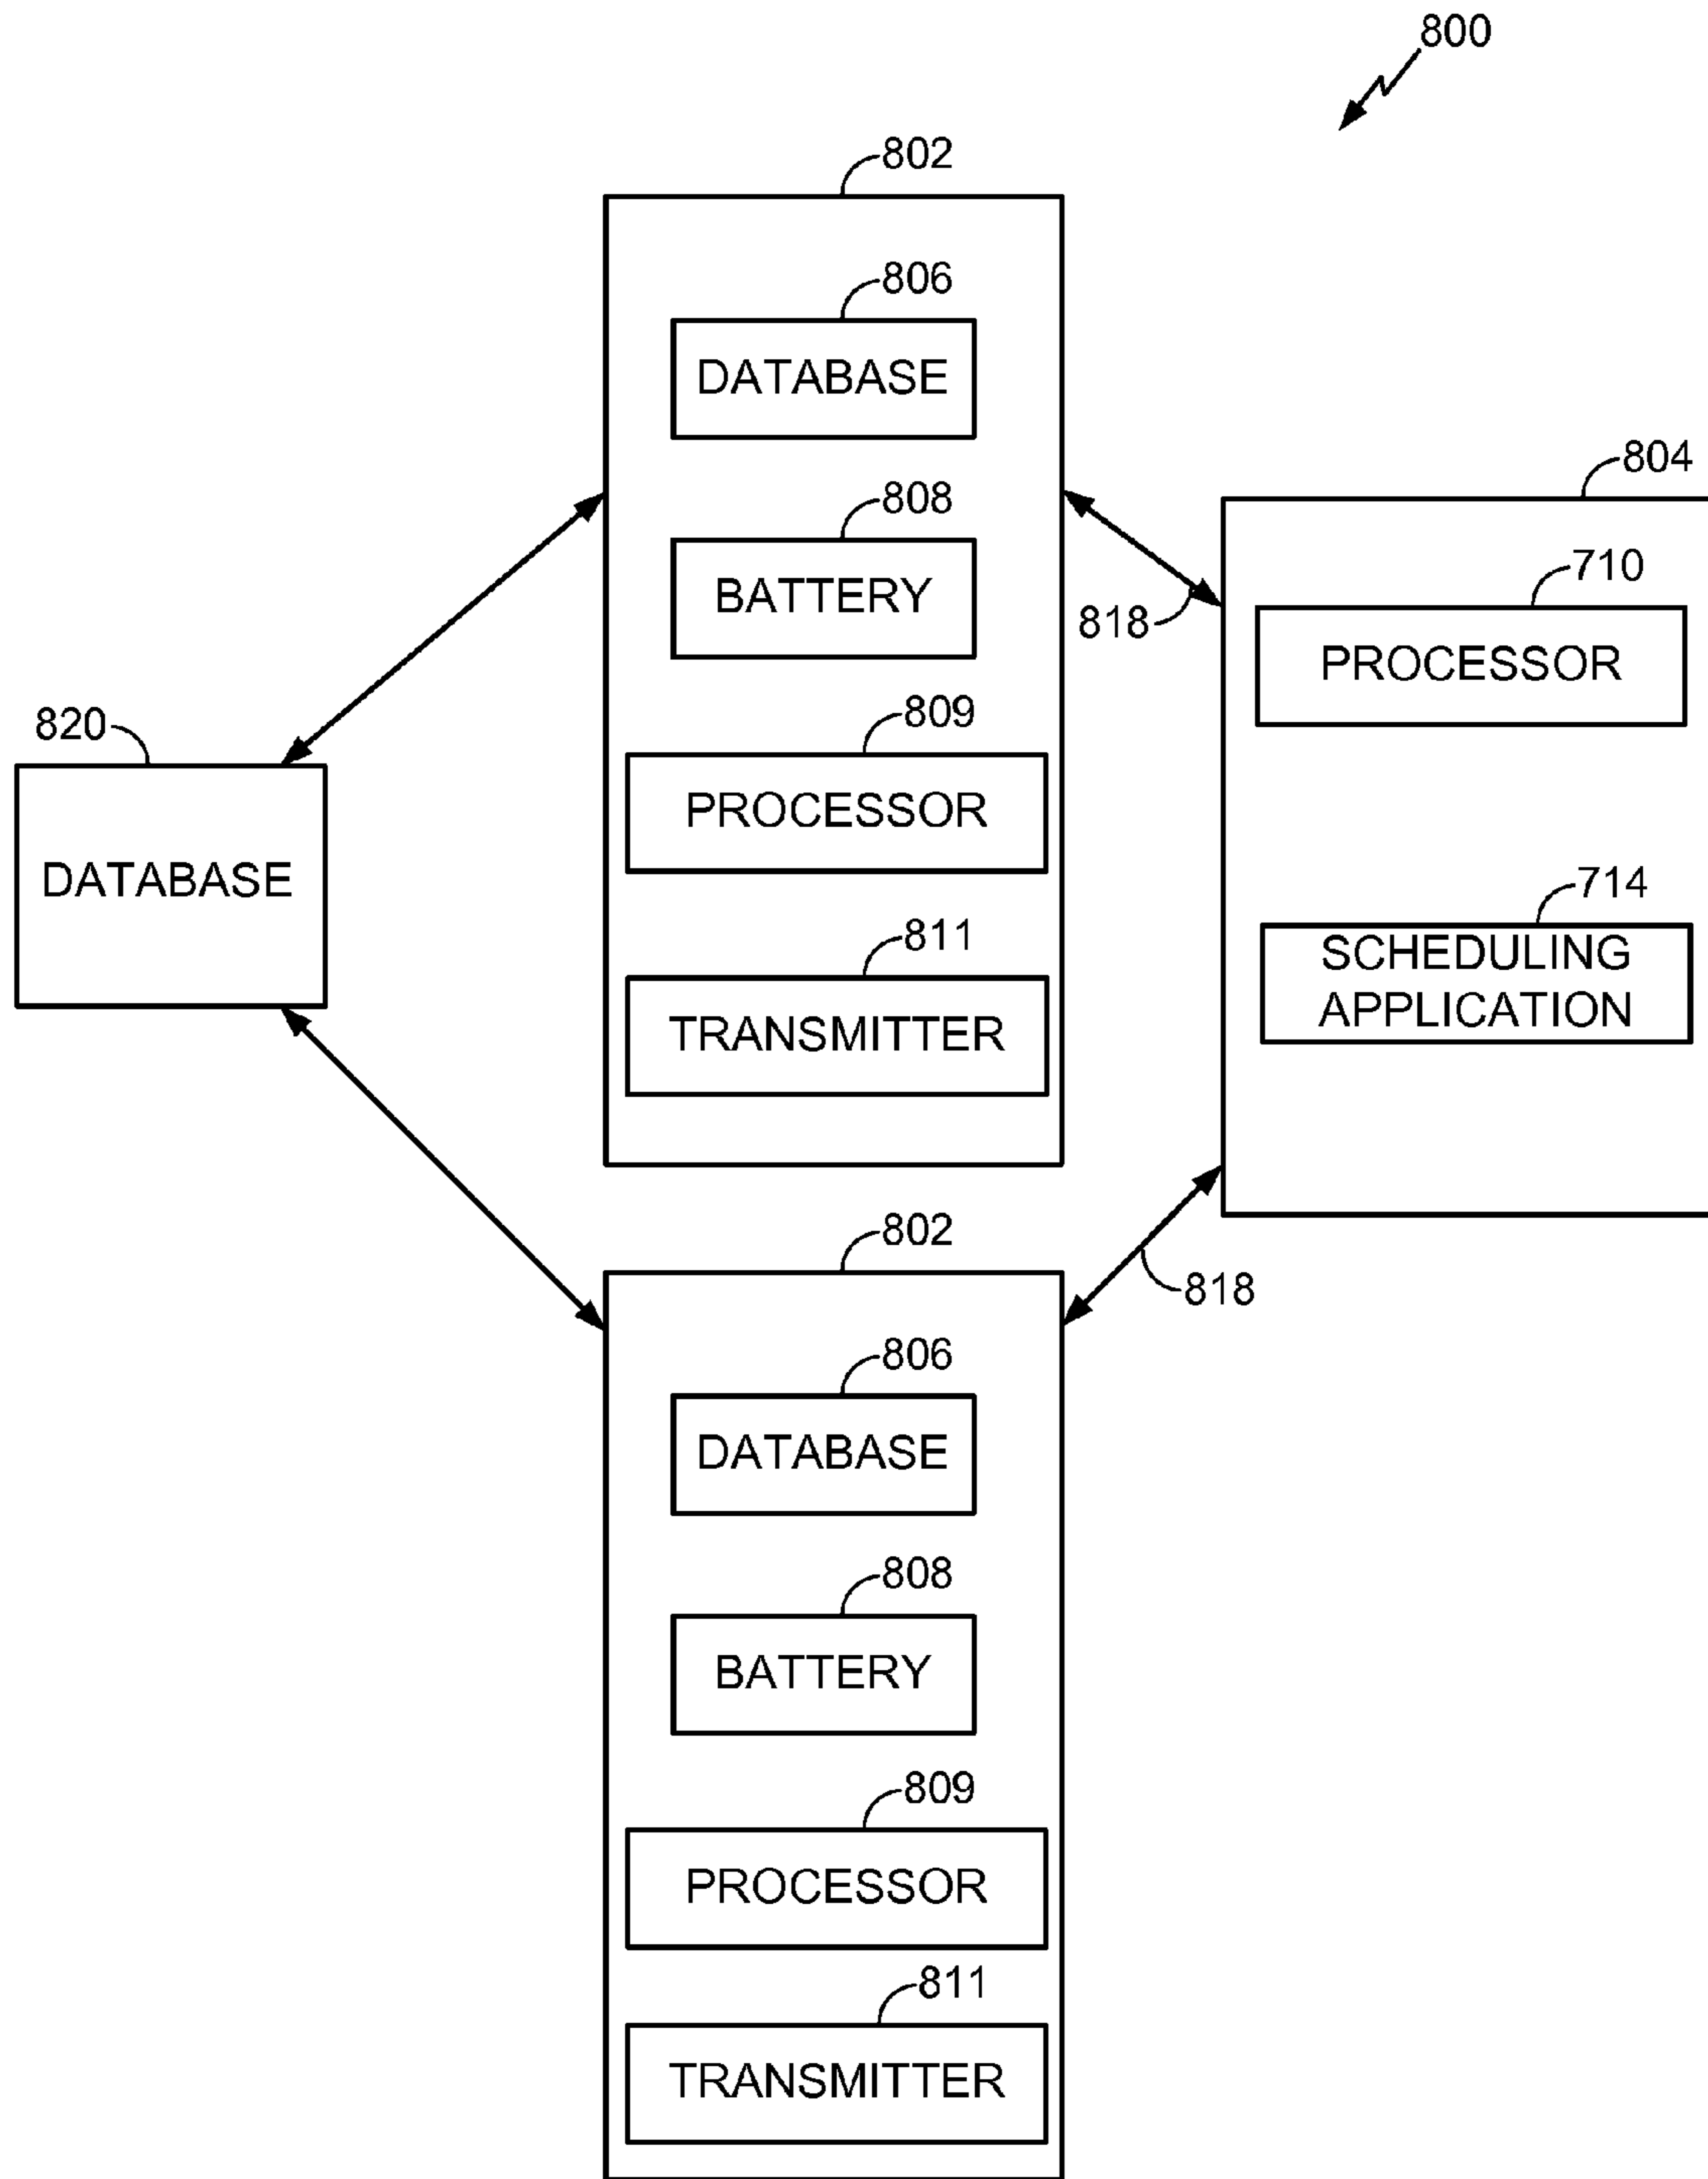 800
802
806
DATABASE
808
BATTERY
809
PROCESSOR
811
TRANSMITTER
804
710
PROCESSOR
714
SCHEDULING
APPLICATION
818
820
DATABASE
802
818
806
DATABASE
808
BATTERY
809
PROCESSOR
811
TRANSMITTER